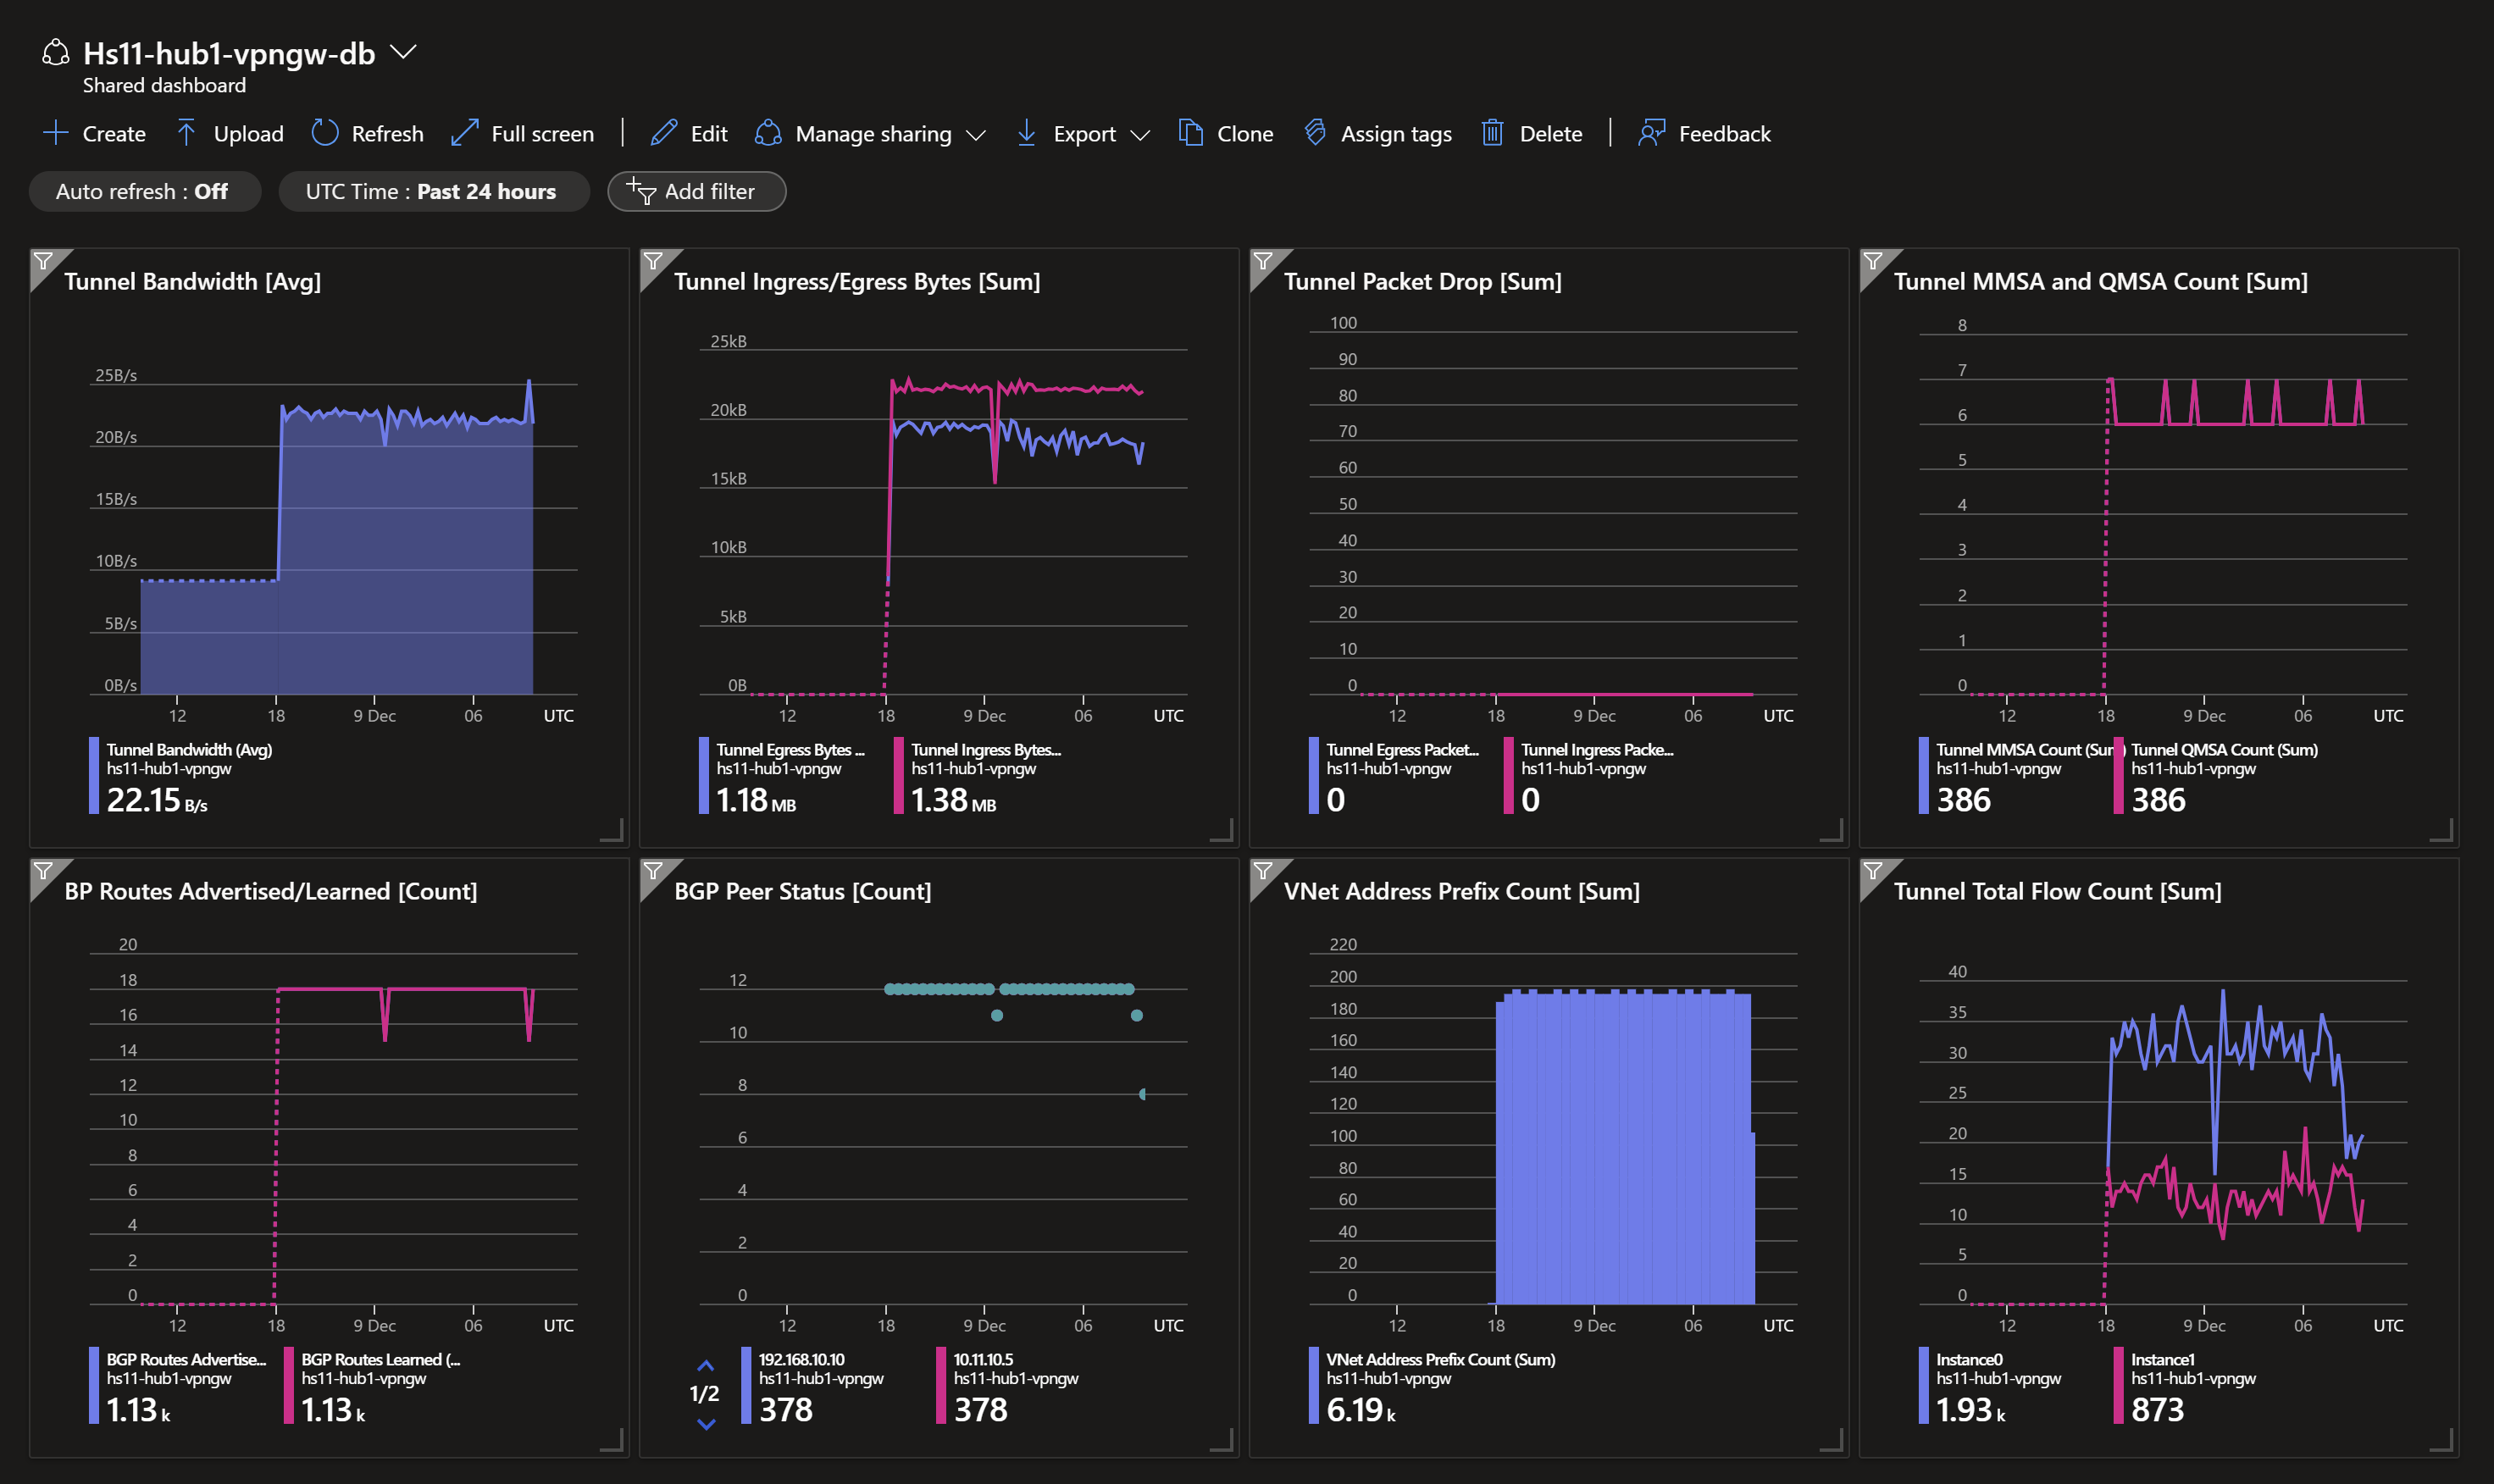 Hs11-hub1-vpngw-db
Shared dashboard
Create Upload Refresh Full screen Edit Manage sharing Export Clone Assign tags Delete Feedback
Auto refresh : Off UTC Time : Past 24 hours Add filter
Tunnel Bandwidth [Avg]
25B/s
20B/s
15B/s
10B/s
5B/s
0B/s
12 18 9 Dec 06 UTC
Tunnel Bandwidth (Avg)
hs11-hub1-vpngw
22.15 B/s
Tunnel Ingress/Egress Bytes [Sum]
25kB
20kB
15kB
10kB
5kB
0B
12 18 9 Dec 06 UTC
Tunnel Egress Bytes ... Tunnel Ingress Bytes...
hs11-hub1-vpngw hs11-hub1-vpngw
1.18 MB 1.38 MB
Tunnel Packet Drop [Sum]
100
90
80
70
60
50
40
30
20
10
0
12 18 9 Dec 06 UTC
Tunnel Egress Packet... Tunnel Ingress Packe...
hs11-hub1-vpngw hs11-hub1-vpngw
0 0
Tunnel MMSA and QMSA Count [Sum]
8
7
6
5
4
3
2
1
0
12 18 9 Dec 06 UTC
Tunnel MMSA Count (Sum) Tunnel QMSA Count (Sum)
hs11-hub1-vpngw hs11-hub1-vpngw
386 386
BP Routes Advertised/Learned [Count]
20
18
16
14
12
10
8
6
4
2
0
12 18 9 Dec 06 UTC
BGP Routes Advertise... BGP Routes Learned (...
hs11-hub1-vpngw hs11-hub1-vpngw
1.13 k 1.13 k
BGP Peer Status [Count]
12
10
8
6
4
2
0
12 18 9 Dec 06 UTC
1/2
192.168.10.10 10.11.10.5
hs11-hub1-vpngw hs11-hub1-vpngw
378 378
VNet Address Prefix Count [Sum]
220
200
180
160
140
120
100
80
60
40
20
0
12 18 9 Dec 06 UTC
VNet Address Prefix Count (Sum)
hs11-hub1-vpngw
6.19 k
Tunnel Total Flow Count [Sum]
40
35
30
25
20
15
10
5
0
12 18 9 Dec 06 UTC
Instance0 Instance1
hs11-hub1-vpngw hs11-hub1-vpngw
1.93 k 873